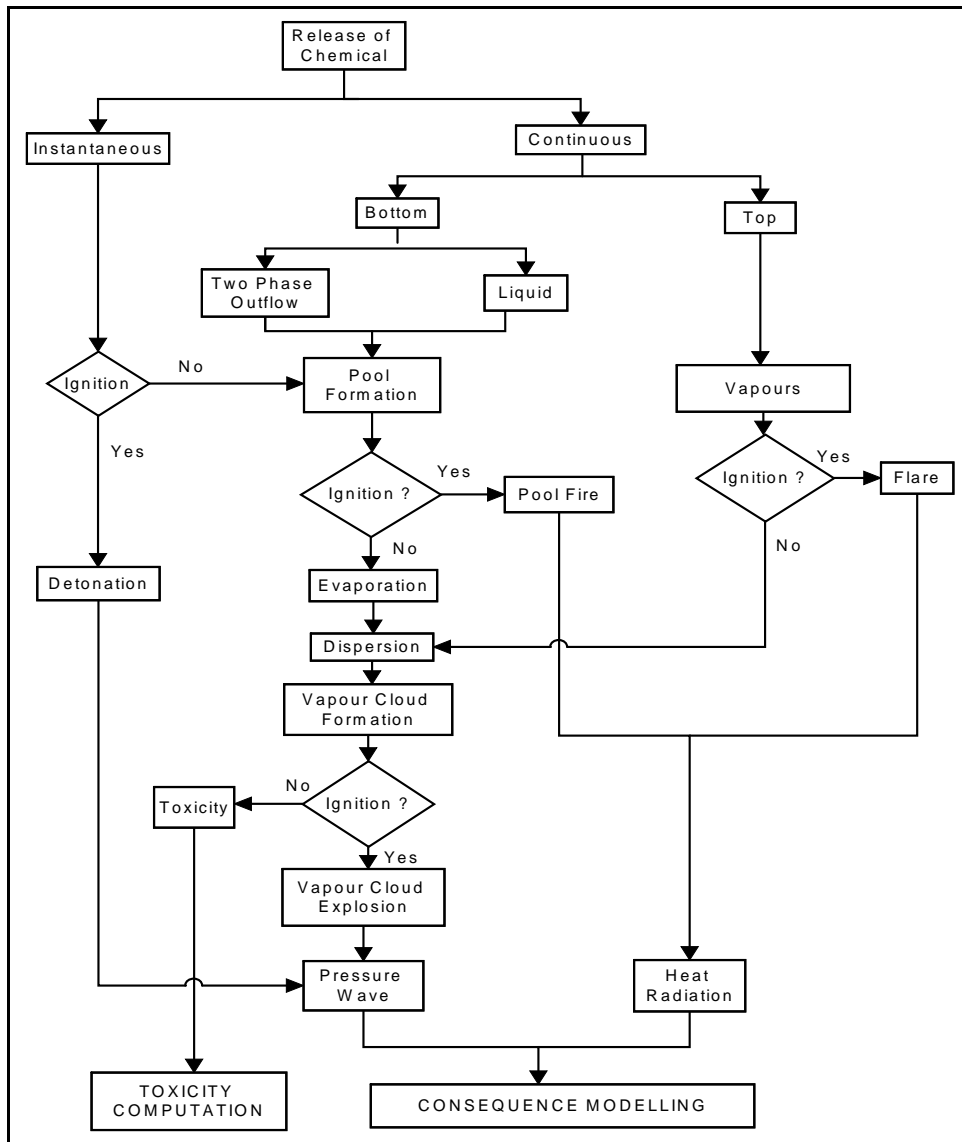 Release of
Chemical
Instantaneous
Continuous
Bottom
Top
Two Phase
Outflow
Liquid
Ignition
No
Pool
Formation
Vapours
Yes
Ignition ?
Yes
Pool Fire
Ignition ?
Yes
Flare
No
No
Detonation
Evaporation
Dispersion
Vapour Cloud
Formation
Toxicity
No
Ignition ?
Yes
Vapour Cloud
Explosion
Pressure
Wave
Heat
Radiation
TOXICITY
COMPUTATION
CONSEQUENCE MODELLING